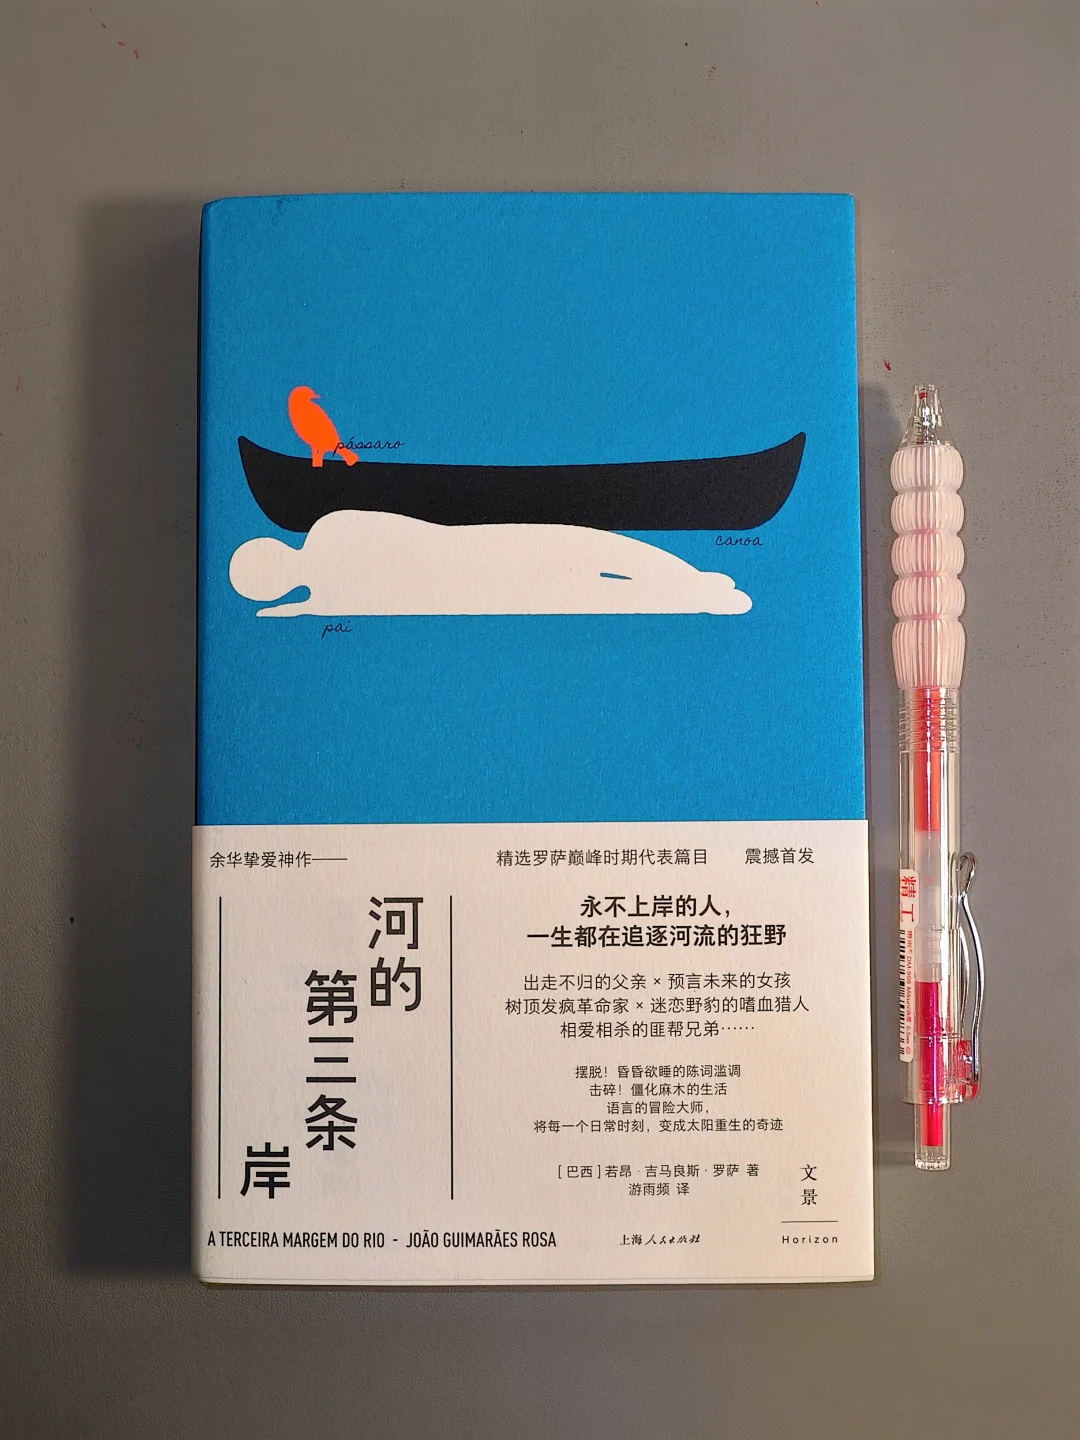 pássaro
canoa
pai
余华挚爱神作——
精选罗萨巅峰时期代表篇目 震撼首发
河的
第三条
岸
永不上岸的人，
一生都在追逐河流的狂野
出走不归的父亲 × 预言未来的女孩
树顶发疯革命家 × 迷恋野豹的嗜血猎人
相爱相杀的匪帮兄弟······
摆脱！昏昏欲睡的陈词滥调
击碎！僵化麻木的生活
语言的冒险大师，
将每一个日常时刻，变成太阳重生的奇迹
[ 巴西 ] 若昂 · 吉马良斯 · 罗萨 著
游雨频 译
文景
Horizon
A TERCEIRA MARGEM DO RIO - JOÃO GUIMARÃES ROSA
上海人民出版社
精工